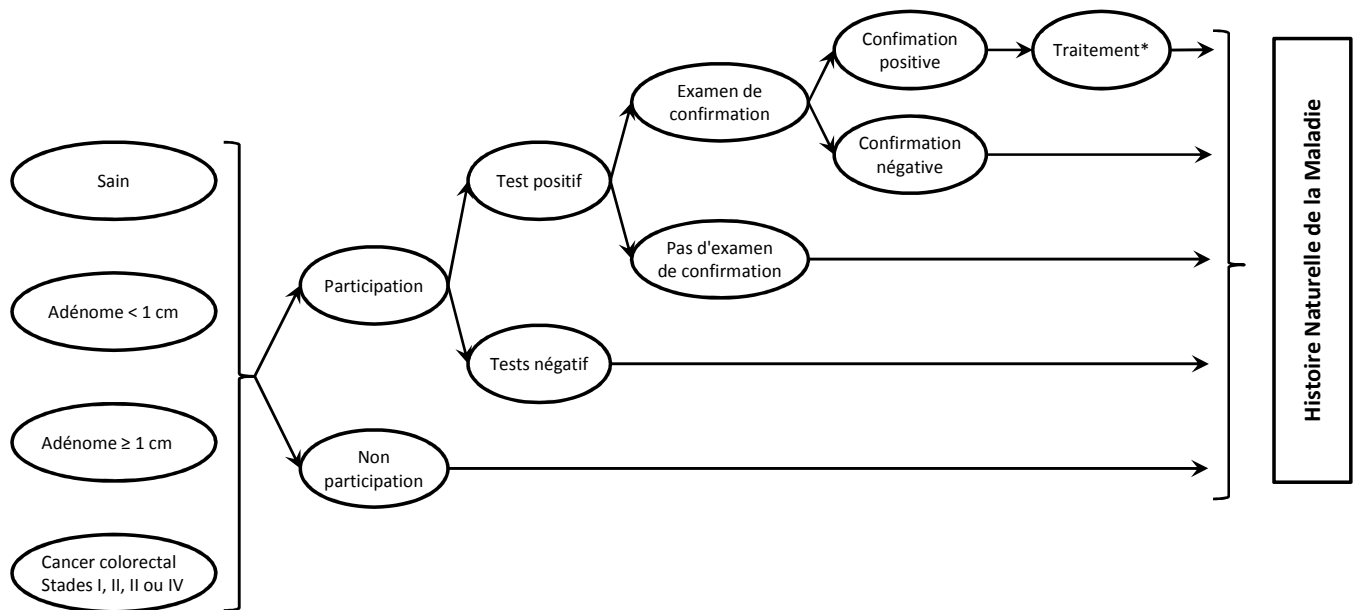 Sain
Adénome < 1 cm
Adénome ≥ 1 cm
Cancer colorectal
Stades I, II, II ou IV
Participation
Non
participation
Test positif
Tests négatif
Examen de
confirmation
Pas d'examen
de confirmation
Confimation
positive
Confirmation
négative
Traitement*
Histoire Naturelle de la Maladie